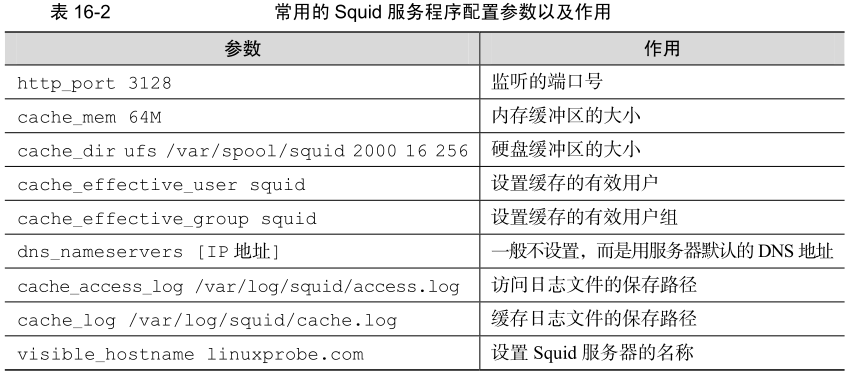 表 16-2 常用的 Squid 服务程序配置参数以及作用
参数 作用
http_port 3128 监听的端口号
cache_mem 64M 内存缓冲区的大小
cache_dir ufs /var/spool/squid 2000 16 256 硬盘缓冲区的大小
cache_effective_user squid 设置缓存的有效用户
cache_effective_group squid 设置缓存的有效用户组
dns_nameservers [IP 地址] 一般不设置，而是用服务器默认的 DNS 地址
cache_access_log /var/log/squid/access.log 访问日志文件的保存路径
cache_log /var/log/squid/cache.log 缓存日志文件的保存路径
visible_hostname linuxprobe.com 设置 Squid 服务器的名称